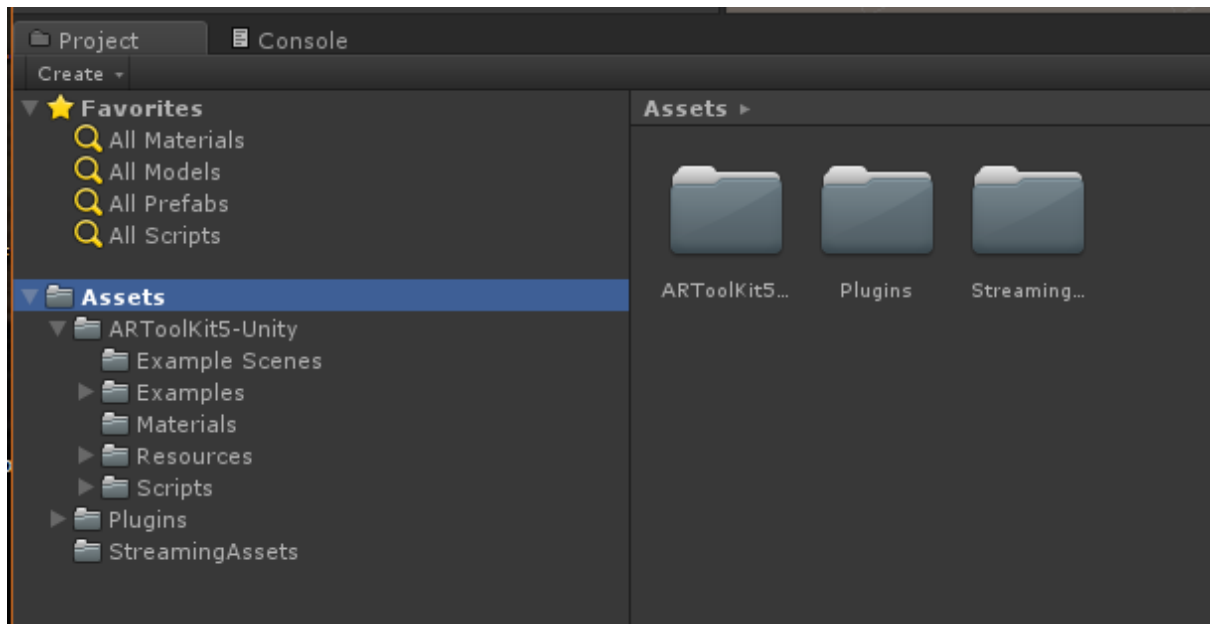 Project
Console
Create
Favorites
All Materials
All Models
All Prefabs
All Scripts
Assets
ARToolKit5-Unity
Example Scenes
Examples
Materials
Resources
Scripts
Plugins
StreamingAssets
Assets
ARToolKit5... Plugins Streaming...